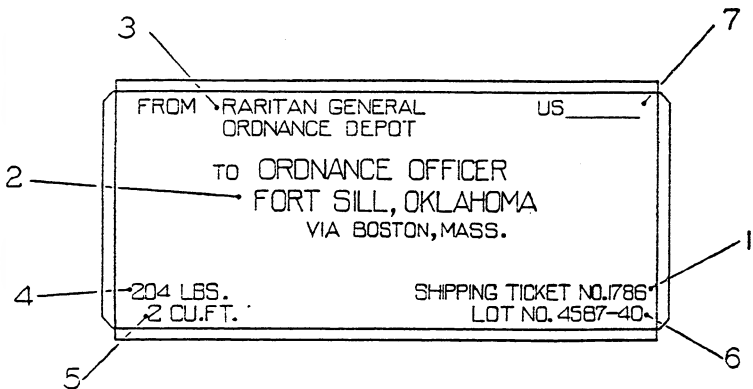 3
7
FROM RARITAN GENERAL US______
ORDNANCE DEPOT
TO ORDNANCE OFFICER
2
FORT SILL, OKLAHOMA
VIA BOSTON, MASS.
1
4
204 LBS. SHIPPING TICKET NO.1786
2 CU.FT. LOT NO. 4587-40
5
6